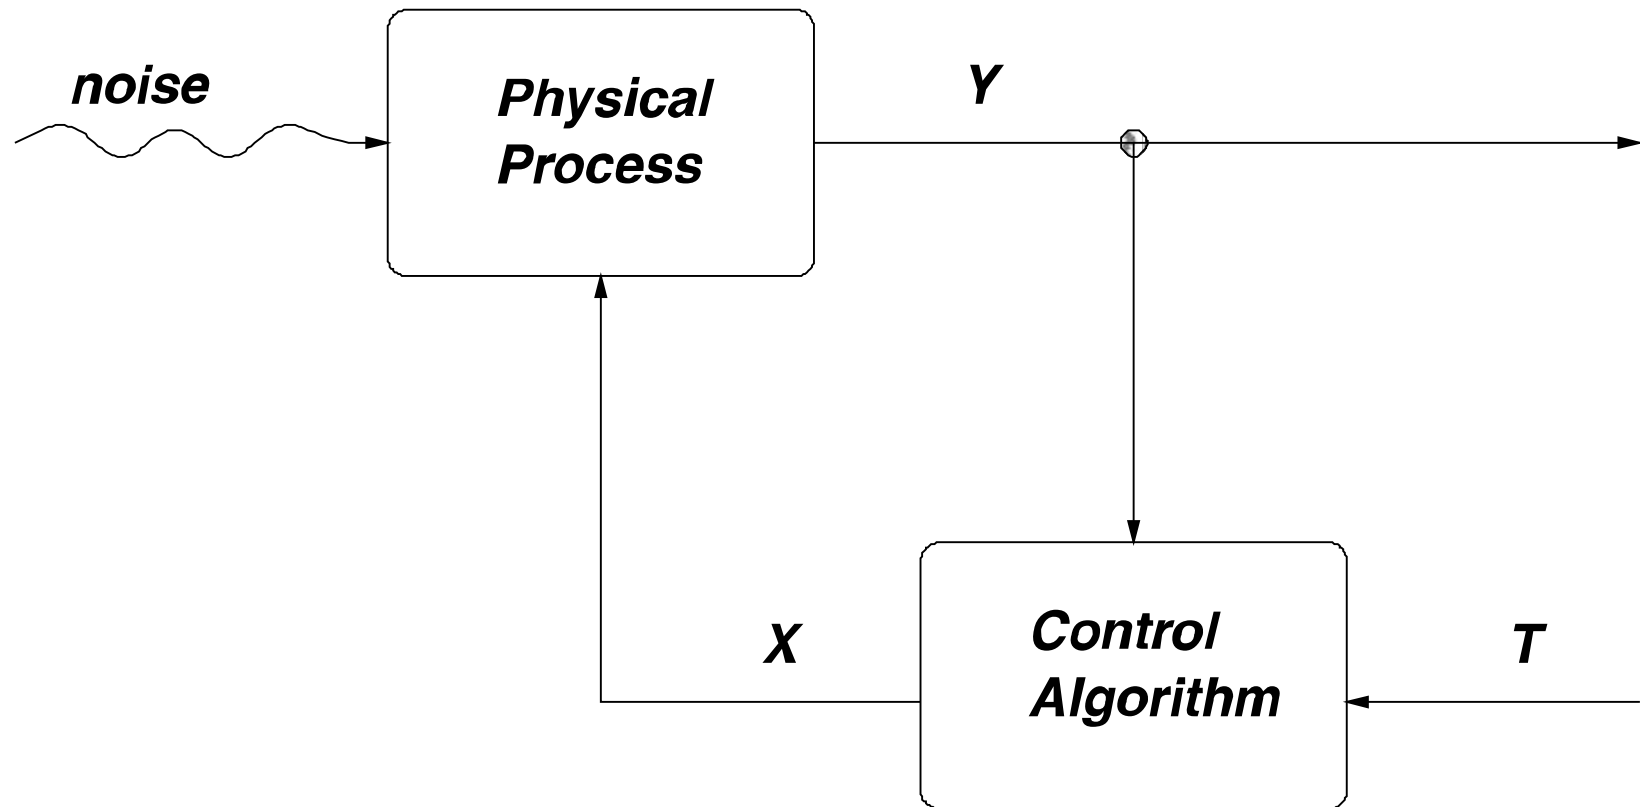 noise
Physical
Process
Y
X
Control
Algorithm
T